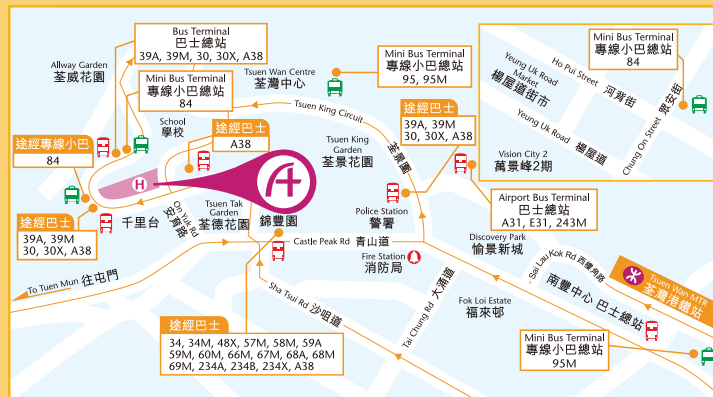 Bus Terminal
巴士總站
39A, 39M, 30, 30X, A38
Allway Garden
荃威花園
Mini Bus Terminal
專線小巴總站
84
School
學校
途經巴士
A38
途經專線小巴
84
H
途經巴士
39A, 39M
30, 30X, A38
千里台
On Yuk Rd
安育路
Tsuen Wan Centre
荃灣中心
Mini Bus Terminal
專線小巴總站
95, 95M
Tsuen King Circuit
荃景圍
Tsuen King
Garden
荃景花園
途經巴士
39A, 39M
30, 30X, A38
Tsuen Tak
Garden
荃德花園
錦豐園
Police Station
警署
Castle Peak Rd 青山道
Fire Station
消防局
To Tuen Mun 往屯門
Sha Tsui Rd 沙咀道
途經巴士
34, 34M, 48X, 57M, 58M, 59A
59M, 60M, 66M, 67M, 68A, 68M
69M, 234A, 234B, 234X, A38
Tai Chung Rd 大涌道
Fok Loi Estate
福來邨
Mini Bus Terminal
專線小巴總站
84
Yeung Uk Road
Market
楊屋道街市
Ho Pui Street 河背街
Yeung Uk Road 楊屋道
Chung On Street 眾安街
Vision City 2
萬景峰2期
Airport Bus Terminal
巴士總站
A31, E31, 243M
Discovery Park
愉景新城
Sai Lau Kok Rd 西樓角路
Tsuen Wan MTR
荃灣港鐵站
南豐中心 巴士總站
Mini Bus Terminal
專線小巴總站
95M